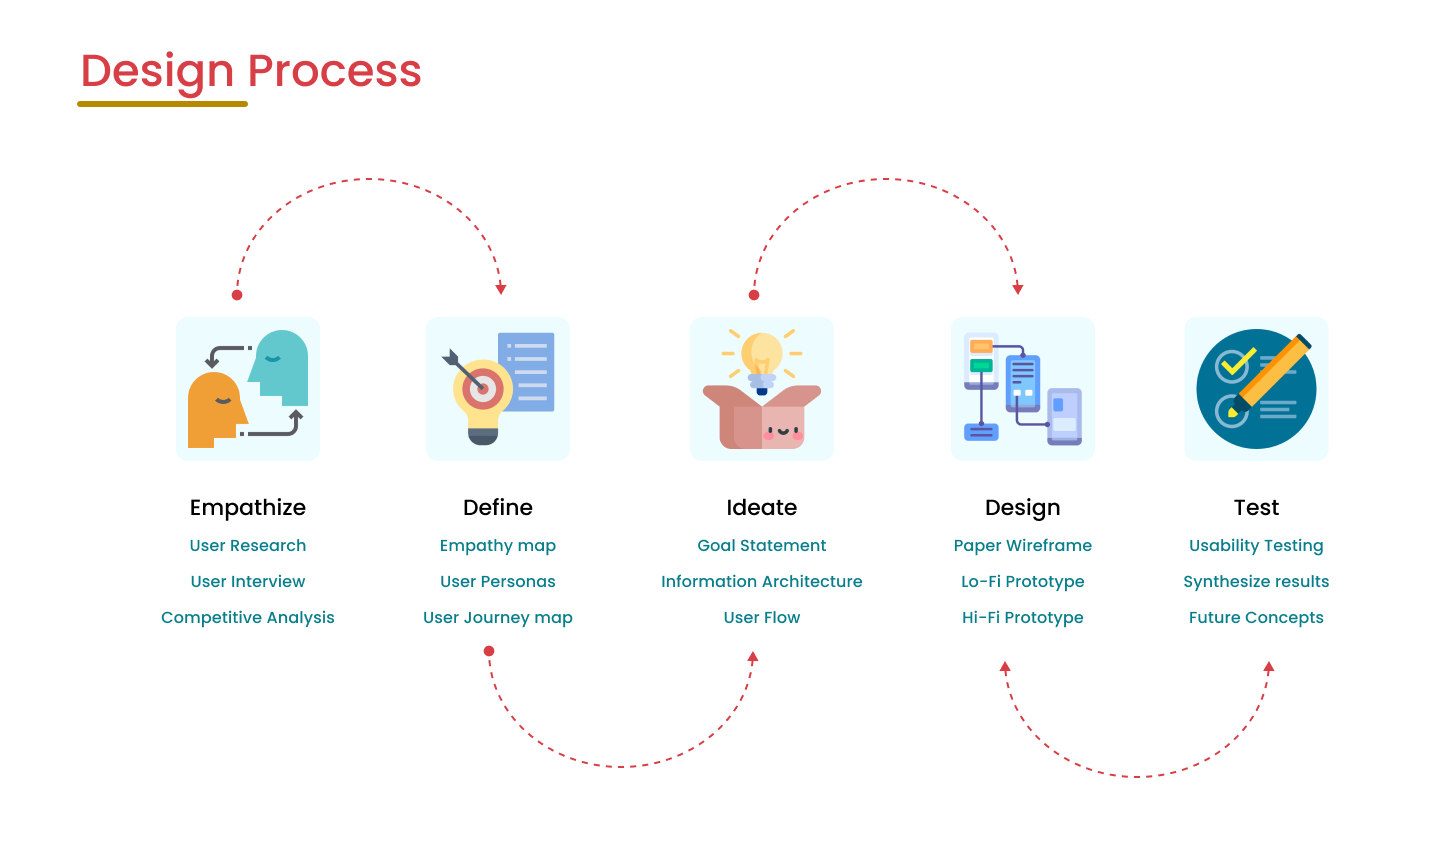 Design Process
Empathize
User Research
User Interview
Competitive Analysis
Define
Empathy map
User Personas
User Journey map
Ideate
Goal Statement
Information Architecture
User Flow
Design
Paper Wireframe
Lo-Fi Prototype
Hi-Fi Prototype
Test
Usability Testing
Synthesize results
Future Concepts